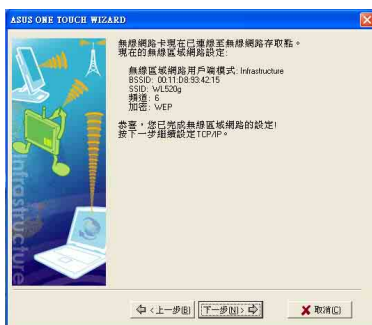 ASUS ONE TOUCH WIZARD
無線網路卡現在已連線至無線網路存取點。
現在的無線區域網路設定:
無線區域網路用戶端模式: Infrastructure
BSSID: 00:11:D8:93:42:15
SSID: WL520g
頻道: 6
加密: WEP
恭喜，您已完成無線區域網路的設定!
按下一步繼續設定TCP/IP。
Infrastructure
<上一步(B)
下一步(N)>
取消(C)